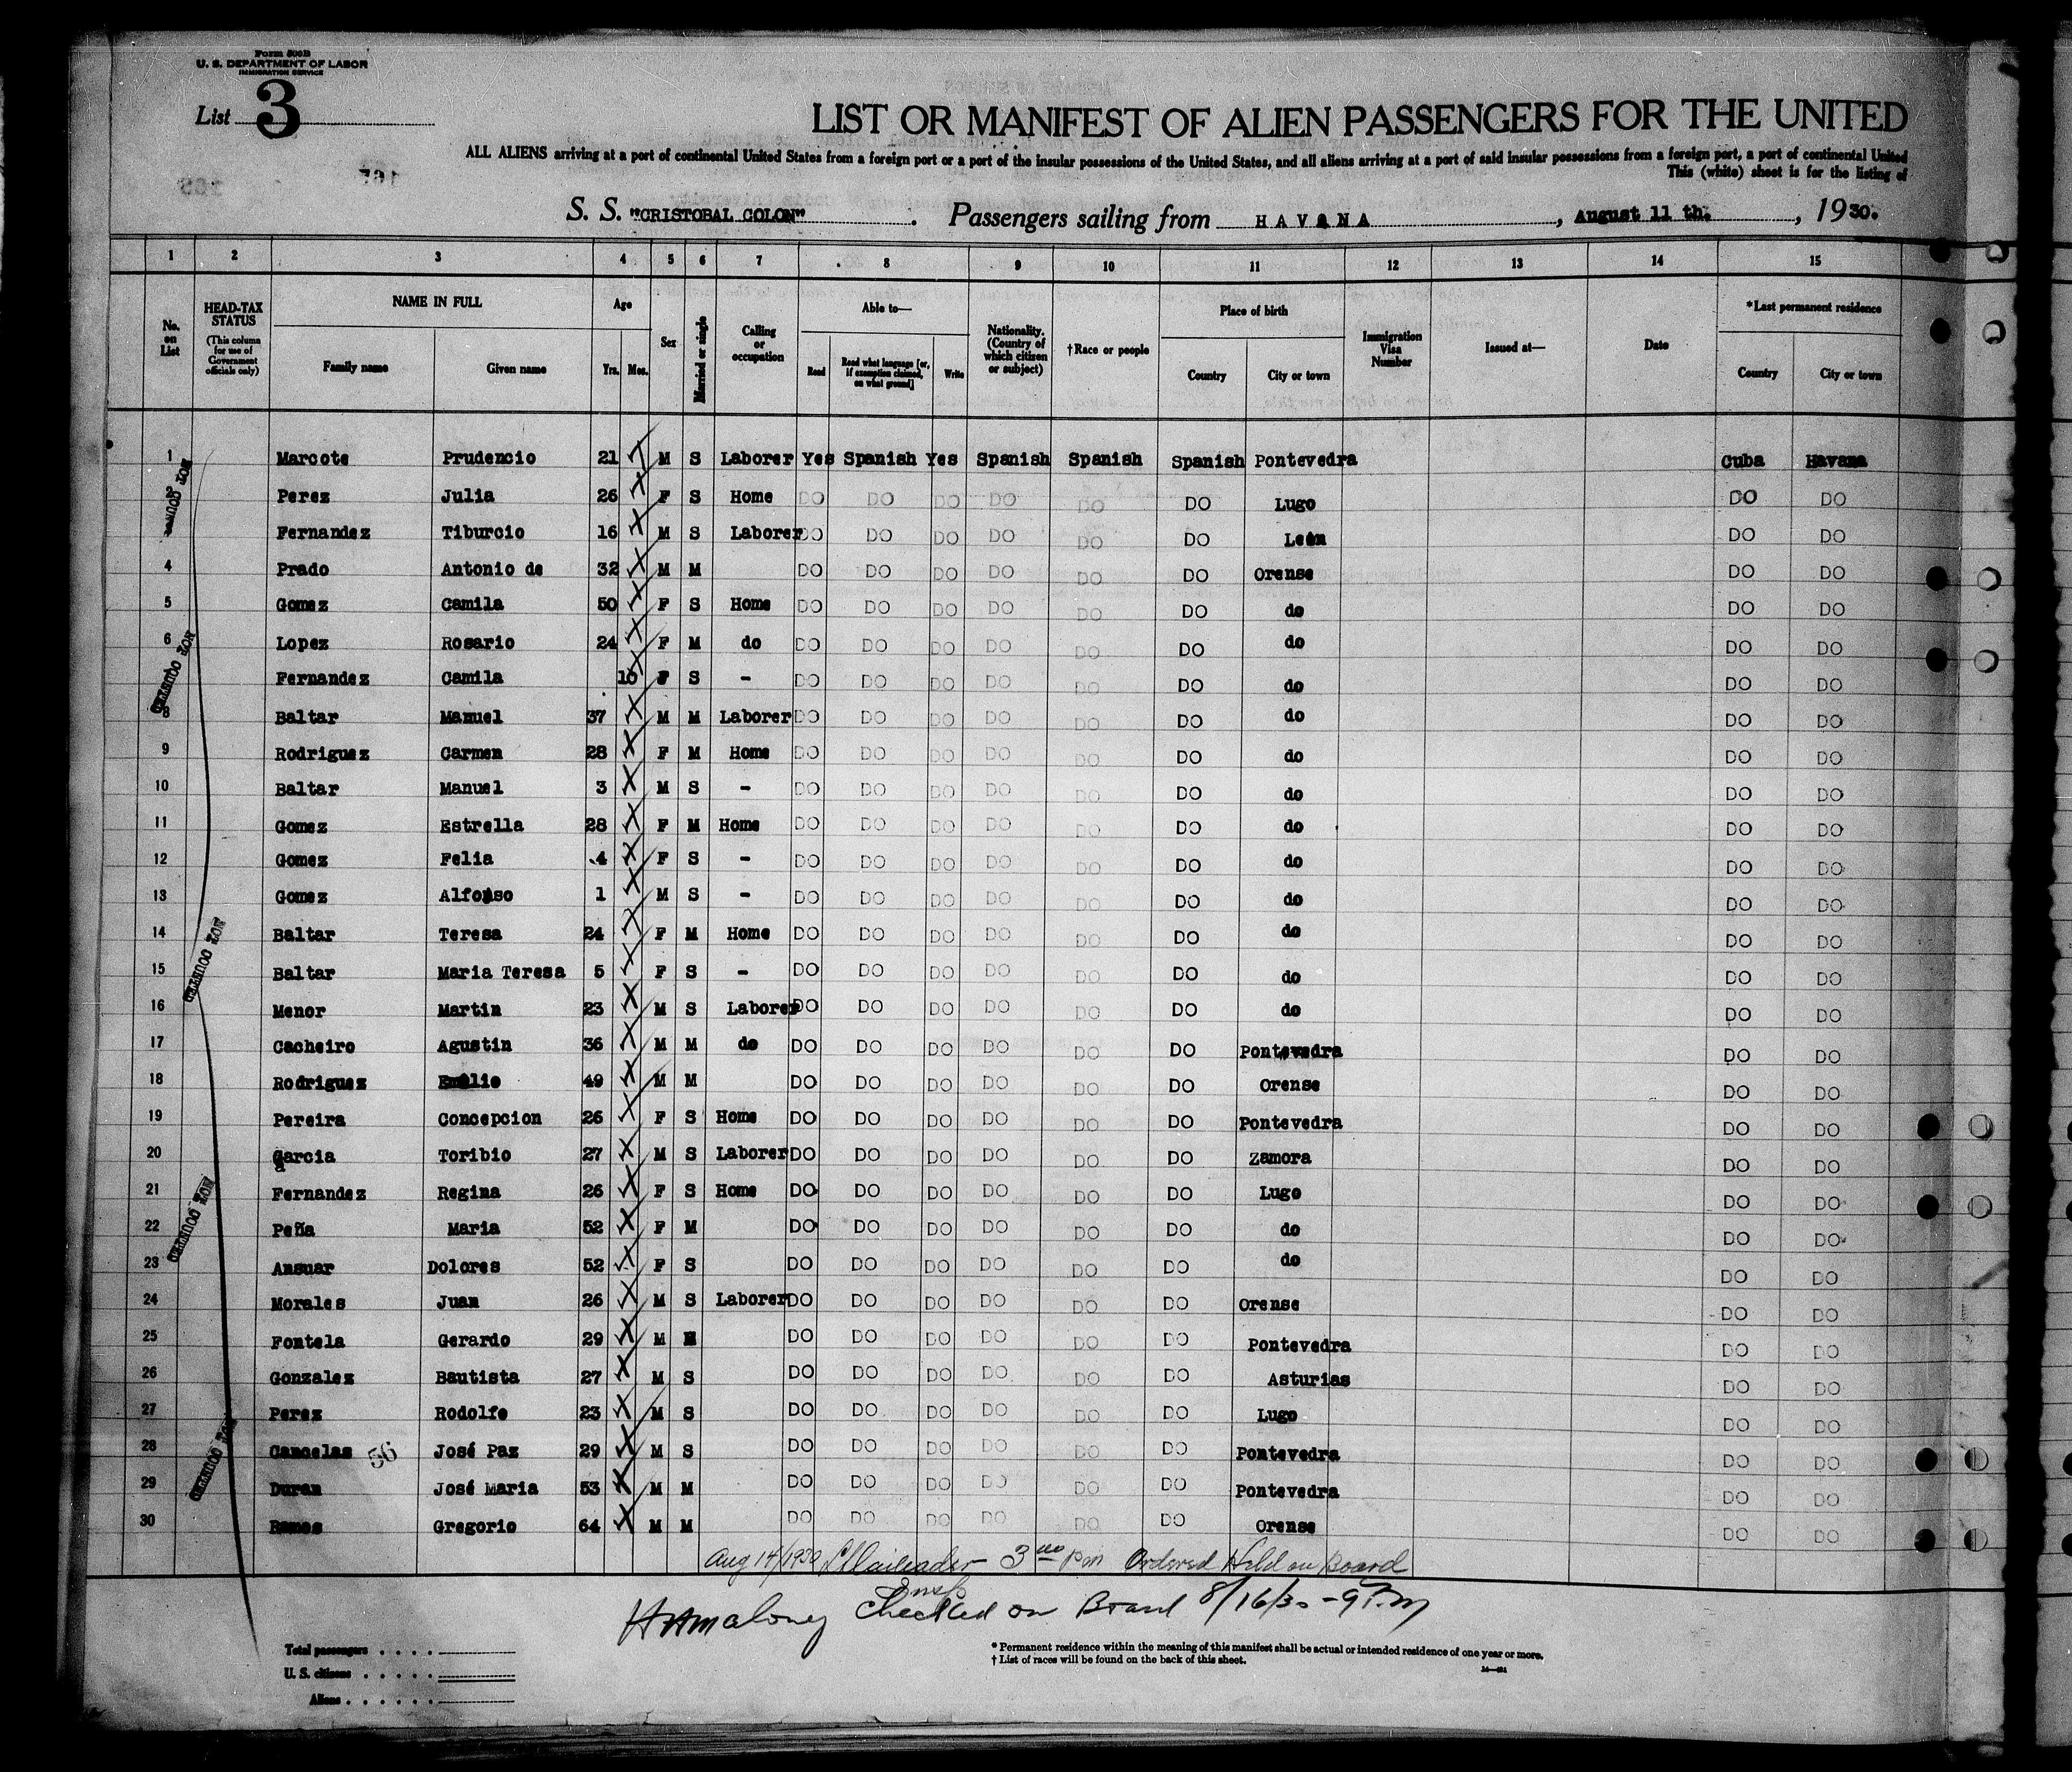 Form 500B
U. S. DEPARTMENT OF LABOR
IMMIGRATION SERVICE
List 3
LIST OR MANIFEST OF ALIEN PASSENGERS FOR THE UNITED
ALL ALIENS arriving at a port of continental United States from a foreign port or a port of the insular possessions of the United States, and all aliens arriving at a port of said insular possessions from a foreign port, a port of continental United
This (white) sheet is for the listing of
S. S. "CRISTOBAL COLON". Passengers sailing from HAVANA, August 11 th., 1930.
1 2 3 4 5 6 7 8 9 10 11 12 13 14 15
No. on List
HEAD-TAX STATUS (This column for use of Government officials only)
NAME IN FULL Family name Given name
Age Yrs. Mos.
Sex
Married or single
Calling or occupation
Able to— Read Read what language [or, if exemption claimed, on what ground] Write
Nationality. (Country of which citizen or subject)
†Race or people
Place of birth Country City or town
Immigration Visa Number
Issued at—
Date
*Last permanent residence Country City or town
1 Marcote Prudencio 21 M S Laborer Yes Spanish Yes Spanish Spanish Spanish Pontevedra Cuba Havana
2 Perez Julia 26 F S Home DO DO DO DO DO DO Lugo DO DO
Fernandez Tiburcio 16 M S Laborer DO DO DO DO DO DO León DO DO
4 Prado Antonio de 32 M M DO DO DO DO DO DO Orense DO DO
5 Gomez Camila 50 F S Home DO DO DO DO DO DO do DO DO
6 Lopez Rosario 24 F M do DO DO DO DO DO DO do DO DO
Fernandez Camila 10 F S - DO DO DO DO DO DO do DO DO
8 Baltar Manuel 37 M M Laborer DO DO DO DO DO DO do DO DO
9 Rodriguez Carmen 28 F M Home DO DO DO DO DO DO do DO DO
10 Baltar Manuel 3 M S - DO DO DO DO DO DO do DO DO
11 Gomez Estrella 28 F M Home DO DO DO DO DO DO do DO DO
12 Gomez Felia 4 F S - DO DO DO DO DO DO do DO DO
13 Gomez Alfonso 1 M S - DO DO DO DO DO DO do DO DO
14 Baltar Teresa 24 F M Home DO DO DO DO DO DO do DO DO
15 Baltar Maria Teresa 5 F S - DO DO DO DO DO DO do DO DO
16 Menor Martin 23 M S Laborer DO DO DO DO DO DO do DO DO
17 Cacheiro Agustin 36 M M do DO DO DO DO DO DO Pontevedra DO DO
18 Rodriguez Emilio 49 M M DO DO DO DO DO DO Orense DO DO
19 Pereira Concepcion 26 F S Home DO DO DO DO DO DO Pontevedra DO DO
20 Garcia Toribio 27 M S Laborer DO DO DO DO DO DO Zamora DO DO
21 Fernandez Regina 26 F S Home DO DO DO DO DO DO Lugo DO DO
22 Peña Maria 52 F M DO DO DO DO DO DO do DO DO
23 Ansuar Dolores 52 F S DO DO DO DO DO DO do DO DO
24 Morales Juan 26 M S Laborer DO DO DO DO DO DO Orense DO DO
25 Fontela Gerardo 29 M DO DO DO DO DO DO Pontevedra DO DO
26 Gonzalez Bautista 27 M S DO DO DO DO DO DO Asturias DO DO
27 Perez Rodolfo 23 M S DO DO DO DO DO DO Lugo DO DO
28 Cancelas 56 José Paz 29 M S DO DO DO DO DO DO Pontevedra DO DO
29 Duran José Maria 53 M M DO DO DO DO DO DO Pontevedra DO DO
30 Ramos Gregorio 64 M M DO DO DO DO DO DO Orense DO DO
NOT COUNTED
NOT COUNTED
NOT COUNTED
NOT COUNTED
NOT COUNTED
Aug 14/1930 3 00 pm Ordered Held on Board
Insp
Checked on Board 8/16/30 - 9 P.M
Total passengers
U. S. citizens
Aliens
* Permanent residence within the meaning of this manifest shall be actual or intended residence of one year or more.
† List of races will be found on the back of this sheet.